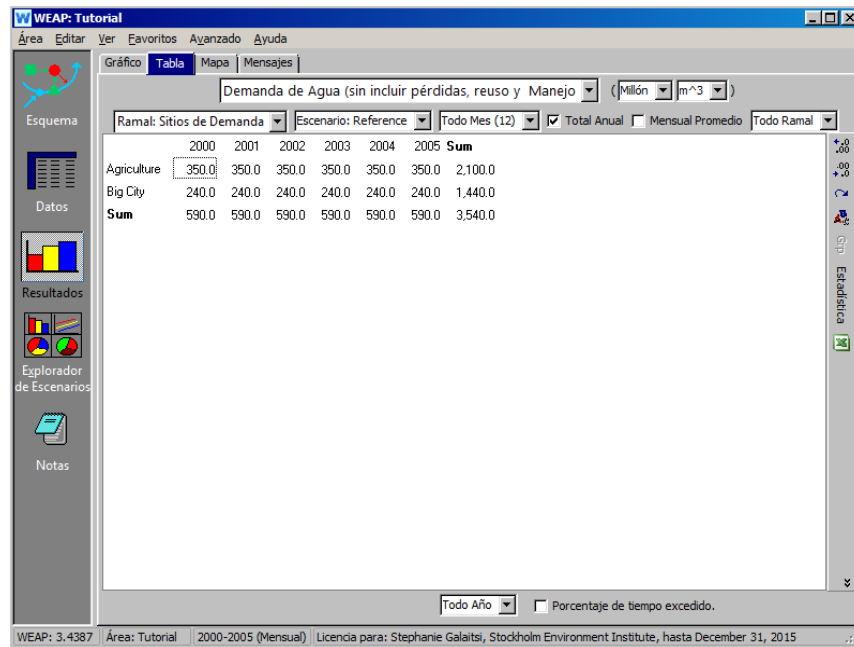 WEAP: Tutorial
Área Editar Ver Favoritos Avanzado Ayuda
Gráfico Tabla Mapa Mensajes
Demanda de Agua (sin incluir pérdidas, reuso y Manejo ( Millón m^3 )
Ramal: Sitios de Demanda Escenario: Reference Todo Mes (12) Total Anual Mensual Promedio Todo Ramal
2000 2001 2002 2003 2004 2005 Sum
Agriculture 350.0 350.0 350.0 350.0 350.0 350.0 2,100.0
Big City 240.0 240.0 240.0 240.0 240.0 240.0 1,440.0
Sum 590.0 590.0 590.0 590.0 590.0 590.0 3,540.0
Esquema
Datos
Resultados
Explorador
de Escenarios
Notas
Grp
Estadística
Todo Año Porcentaje de tiempo excedido.
WEAP: 3.4387 Área: Tutorial 2000-2005 (Mensual) Licencia para: Stephanie Galaitsi, Stockholm Environment Institute, hasta December 31, 2015